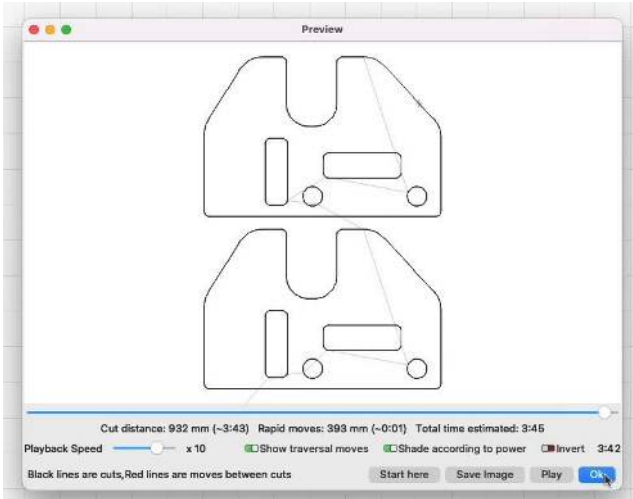 Preview
Cut distance: 932 mm (~3:43) Rapid moves: 393 mm (~0:01) Total time estimated: 3:45
Playback Speed x 10 Show traversal moves Shade according to power Invert 3:42
Black lines are cuts,Red lines are moves between cuts Start here Save Image Play Ok